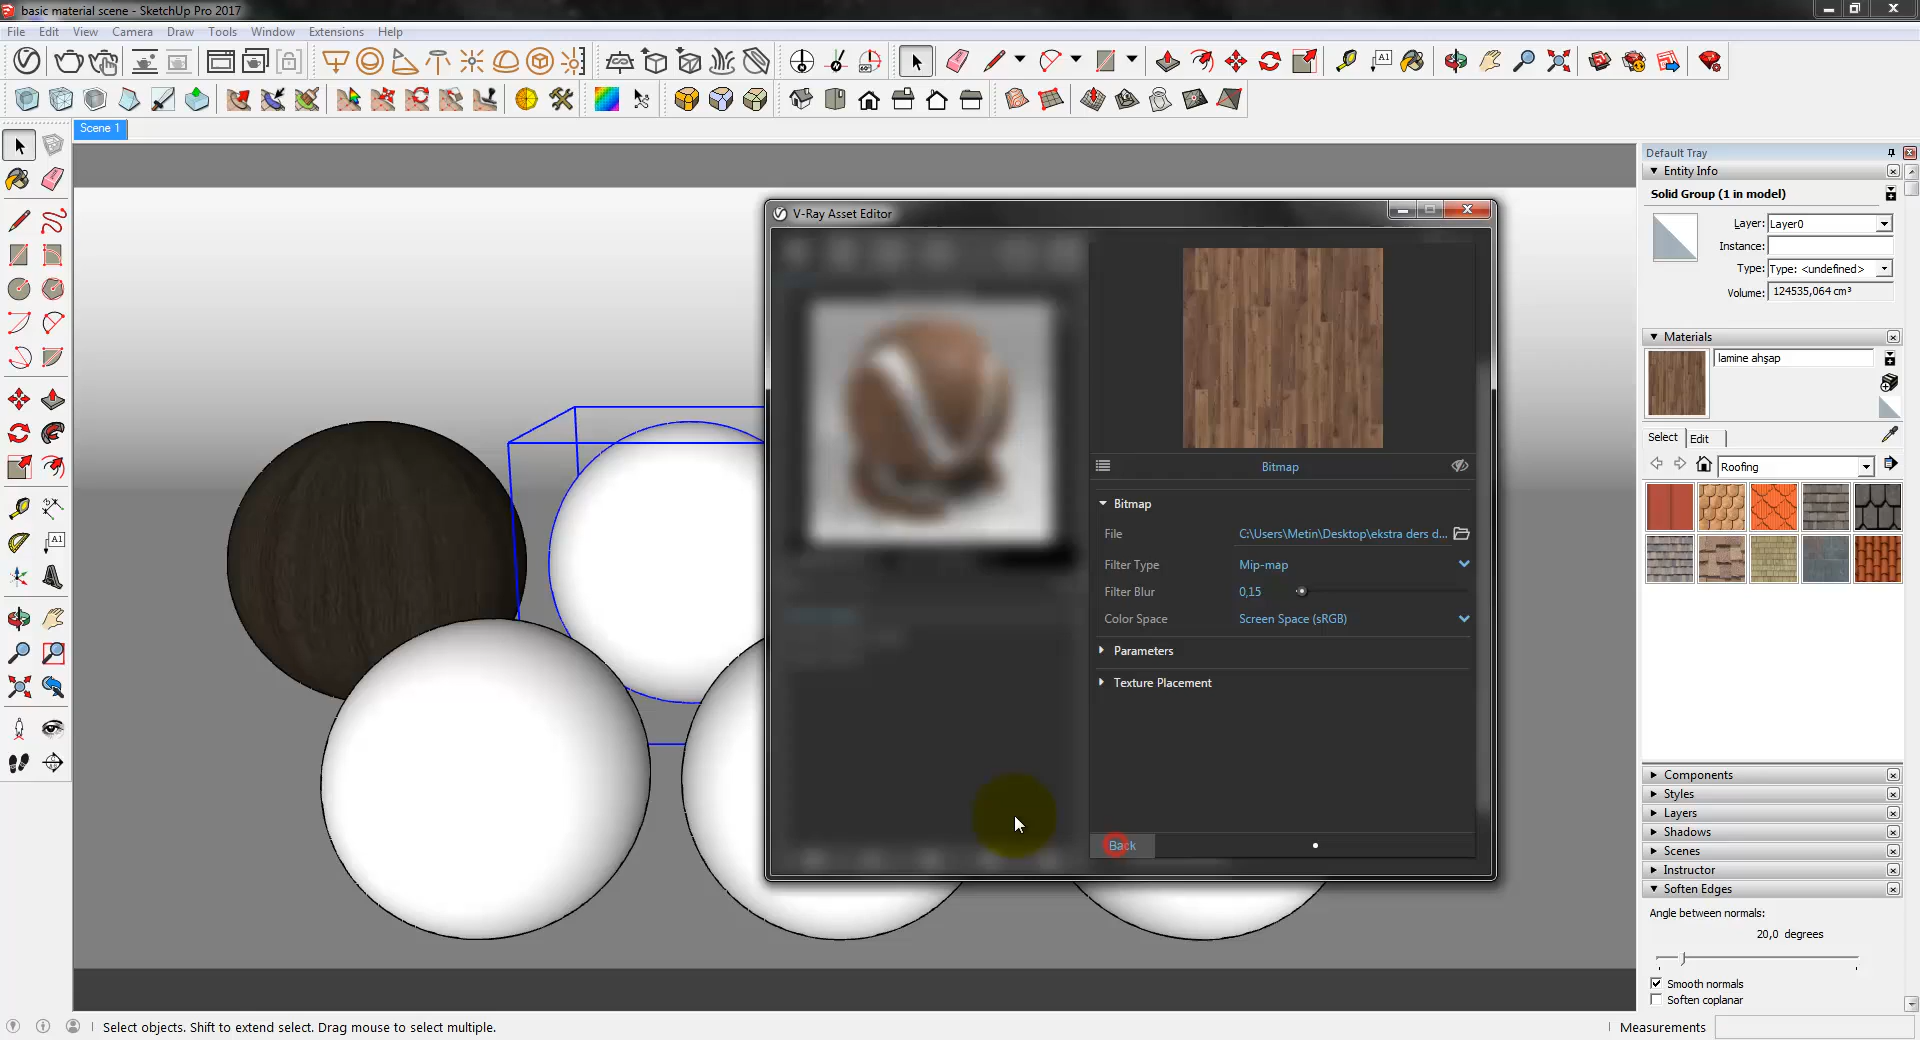 basic material scene - SketchUp Pro 2017
File Edit View Camera Draw Tools Window Extensions Help
A1
Scene 1
A1
V-Ray Asset Editor
Bitmap
Bitmap
File C:\Users\Metin\Desktop\ekstra ders d...
Filter Type Mip-map
Filter Blur 0,15
Color Space Screen Space (sRGB)
Parameters
Texture Placement
Back
Default Tray
Entity Info
Solid Group (1 in model)
Layer: Layer0
Instance:
Type: Type: <undefined>
Volume: 124535,064 cm³
Materials
lamine ahşap
Select Edit
Roofing
Components
Styles
Layers
Shadows
Scenes
Instructor
Soften Edges
Angle between normals:
20,0 degrees
Smooth normals
Soften coplanar
Select objects. Shift to extend select. Drag mouse to select multiple.
Measurements